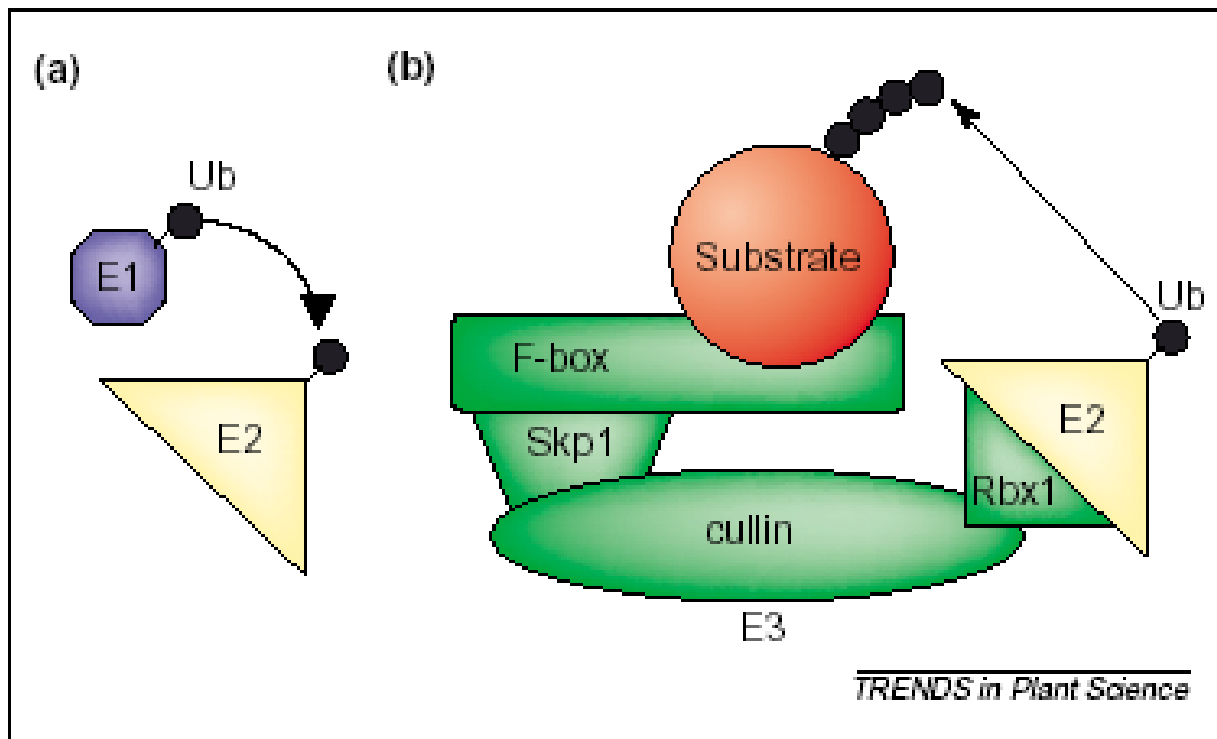 (a)
Ub
E1
E2
(b)
Substrate
Ub
F-box
E2
Skp1
Rbx1
cullin
E3
TRENDS in Plant Science